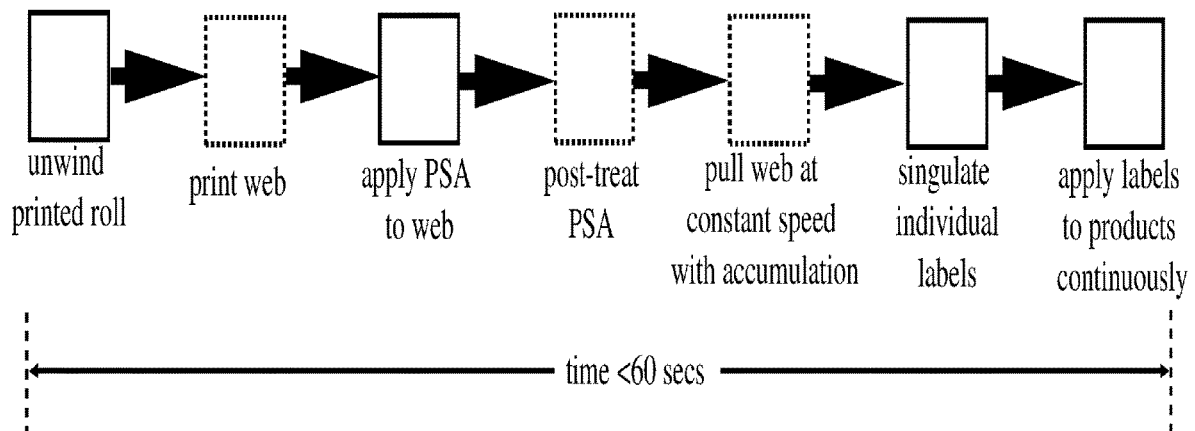 unwind
printed roll
print web
apply PSA
to web
post-treat
PSA
pull web at
constant speed
with accumulation
singulate
individual
labels
apply labels
to products
continuously
time <60 secs